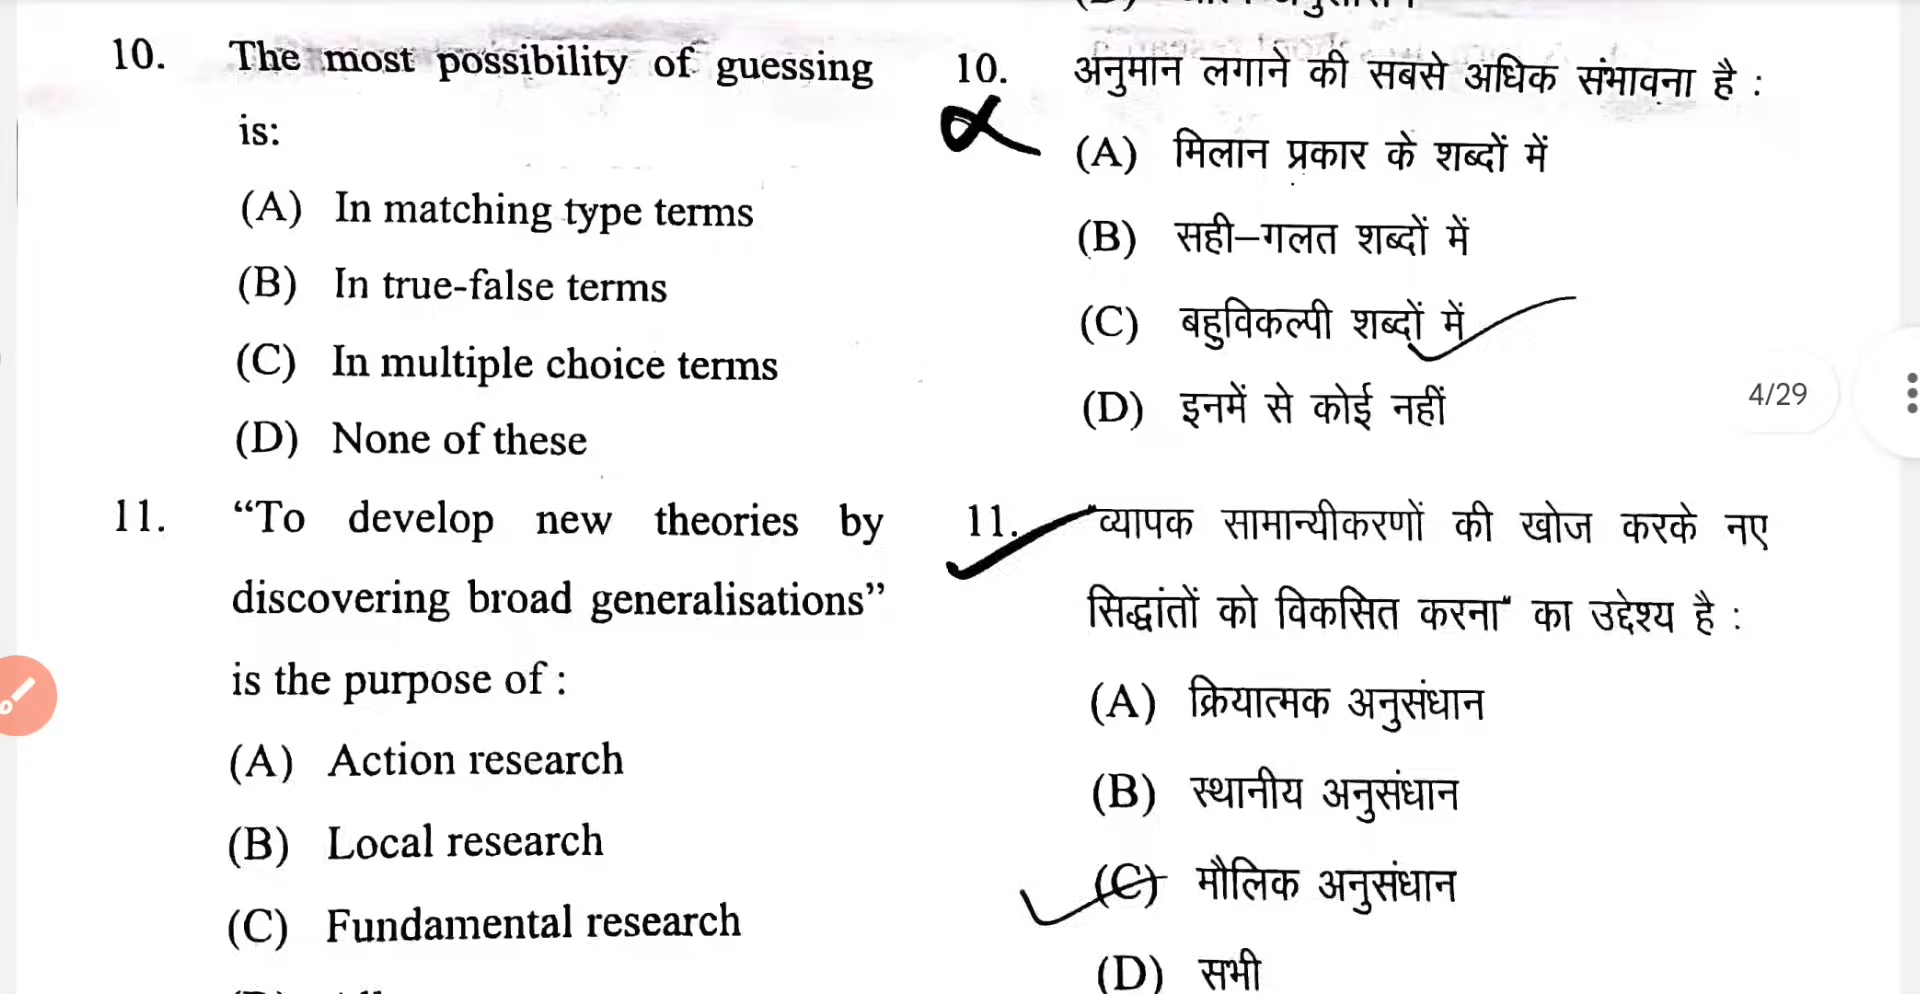 10. The most possibility of guessing
is:
(A) In matching type terms
(B) In true-false terms
(C) In multiple choice terms
(D) None of these
11. “To develop new theories by
discovering broad generalisations”
is the purpose of :
(A) Action research
(B) Local research
(C) Fundamental research
10. अनुमान लगाने की सबसे अधिक संभावना है :
(A) मिलान प्रकार के शब्दों में
(B) सही–गलत शब्दों में
(C) बहुविकल्पी शब्दों में
(D) इनमें से कोई नहीं
11. "व्यापक सामान्यीकरणों की खोज करके नए
सिद्धांतों को विकसित करना" का उद्देश्य है :
(A) क्रियात्मक अनुसंधान
(B) स्थानीय अनुसंधान
(C) मौलिक अनुसंधान
(D) सभी
4/29